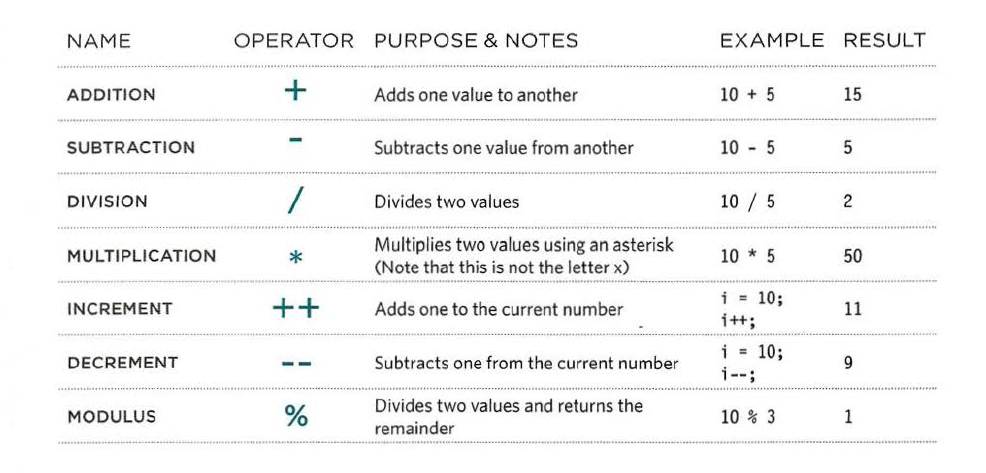 NAME OPERATOR PURPOSE & NOTES EXAMPLE RESULT
ADDITION + Adds one value to another 10 + 5 15
SUBTRACTION - Subtracts one value from another 10 - 5 5
DIVISION / Divides two values 10 / 5 2
MULTIPLICATION * Multiplies two values using an asterisk
(Note that this is not the letter x) 10 * 5 50
INCREMENT ++ Adds one to the current number i = 10;
i++; 11
DECREMENT -- Subtracts one from the current number i = 10;
i--; 9
MODULUS % Divides two values and returns the
remainder 10 % 3 1